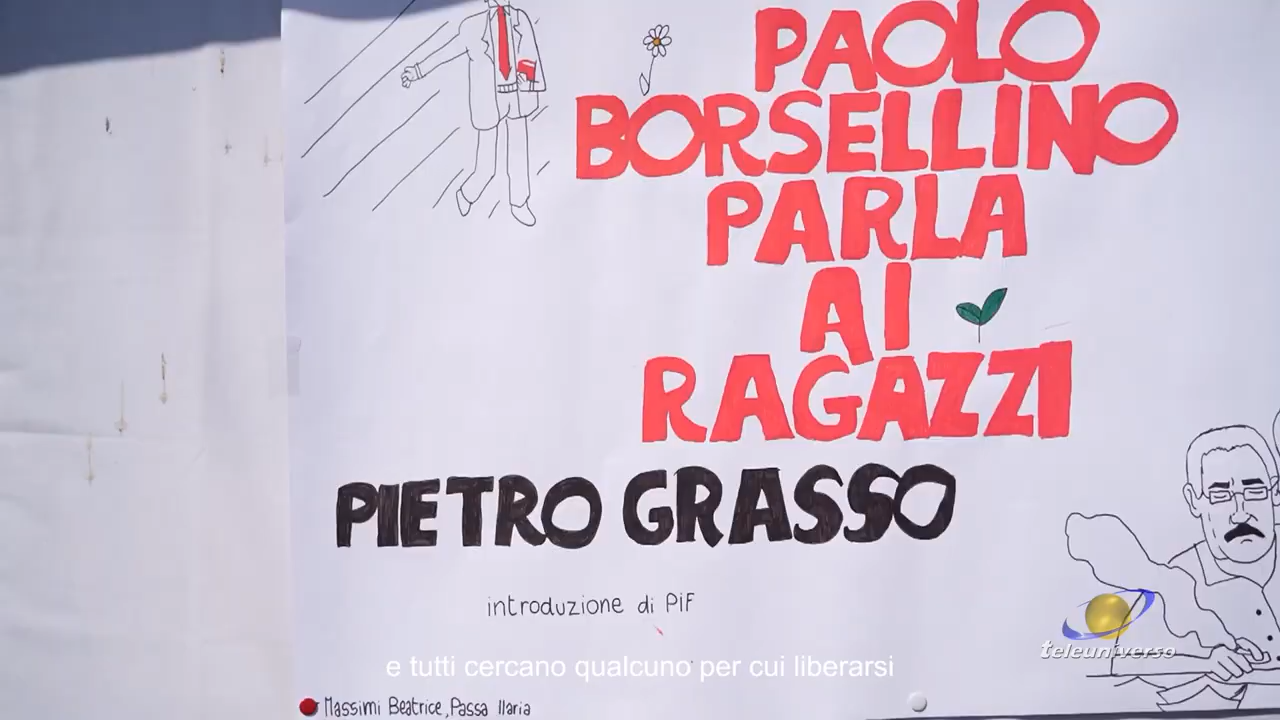 PAOLO
BORSELLINO
PARLA
AI
RAGAZZI
PIETRO GRASSO
introduzione di PiF
teleuniverso
e tutti cercano qualcuno per cui liberarsi
Massimi Beatrice, Passa Ilaria